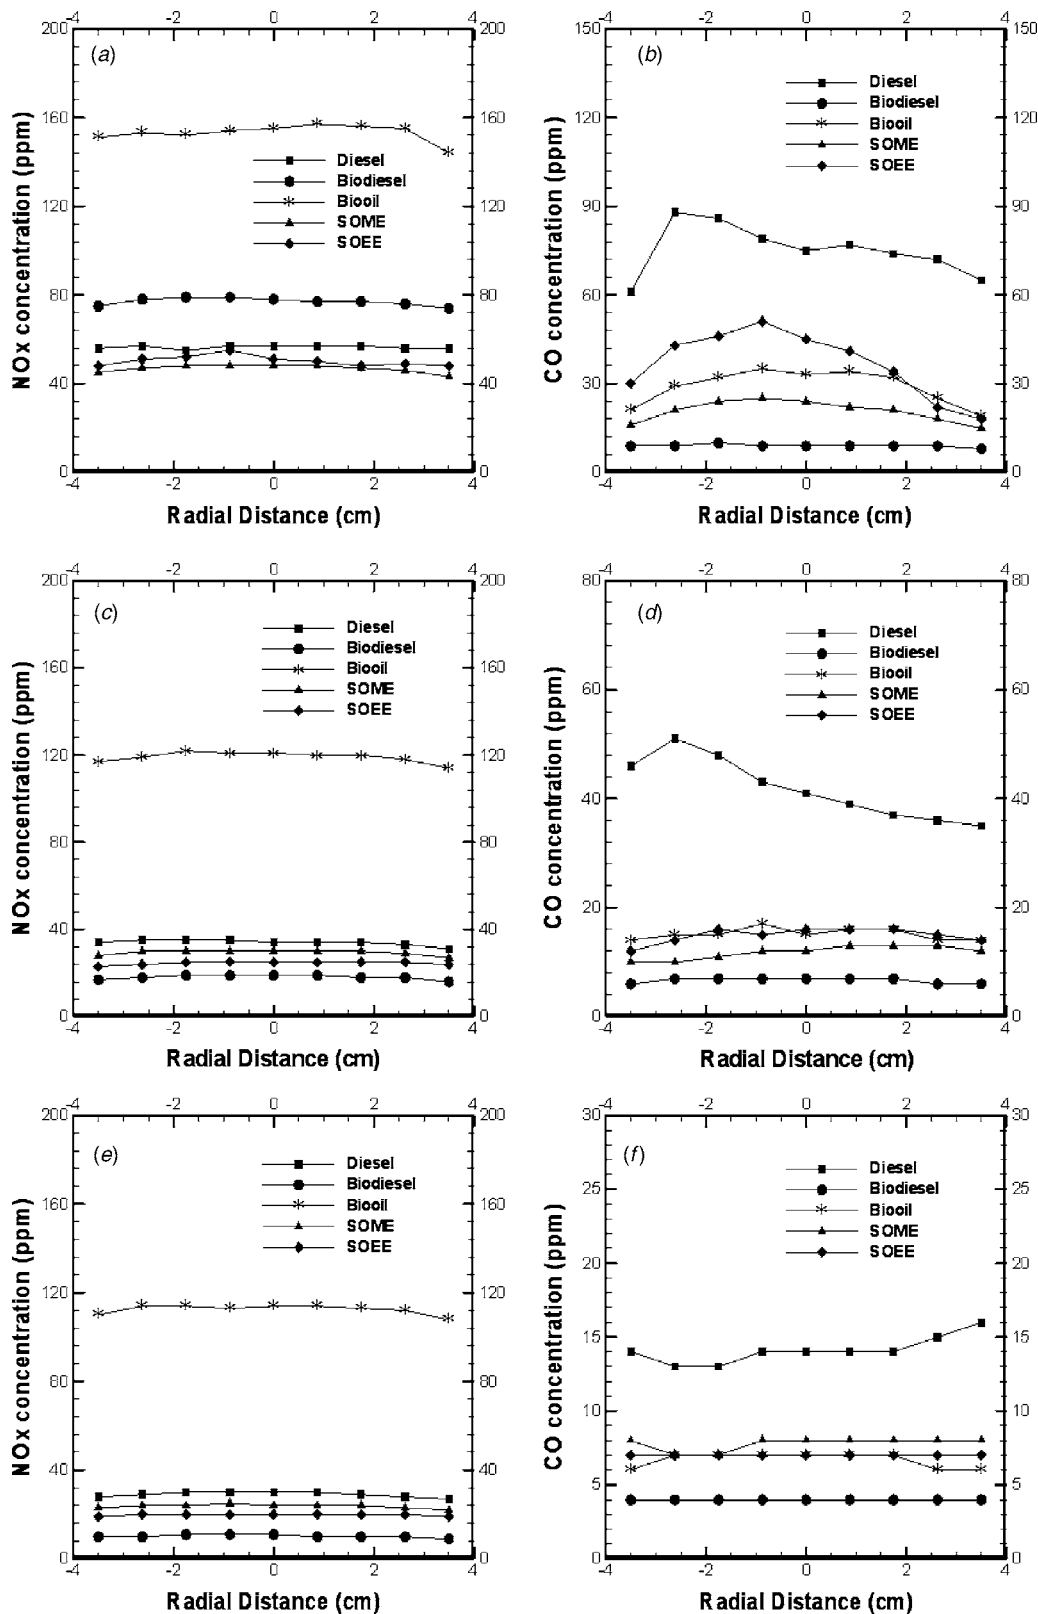 -4 -2 0 2 4
200 200
(a)
160 160
Diesel
Biodiesel
Biooil
SOME
SOEE
120 120
80 80
40 40
0 0
-4 -2 0 2 4
NOx concentration (ppm)
Radial Distance (cm)
-4 -2 0 2 4
150 150
(b)
Diesel
Biodiesel
Biooil
SOME
SOEE
120 120
90 90
60 60
30 30
0 0
-4 -2 0 2 4
CO concentration (ppm)
Radial Distance (cm)
-4 -2 0 2 4
200 200
(c)
Diesel
Biodiesel
Biooil
SOME
SOEE
160 160
120 120
80 80
40 40
0 0
-4 -2 0 2 4
NOx concentration (ppm)
Radial Distance (cm)
-4 -2 0 2 4
80 80
(d)
Diesel
Biodiesel
Biooil
SOME
SOEE
60 60
40 40
20 20
0 0
-4 -2 0 2 4
CO concentration (ppm)
Radial Distance (cm)
-4 -2 0 2 4
200 200
(e)
Diesel
Biodiesel
Biooil
SOME
SOEE
160 160
120 120
80 80
40 40
0 0
-4 -2 0 2 4
NOx concentration (ppm)
Radial Distance (cm)
-4 -2 0 2 4
30 30
(f)
Diesel
Biodiesel
Biooil
SOME
SOEE
25 25
20 20
15 15
10 10
5 5
0 0
-4 -2 0 2 4
CO concentration (ppm)
Radial Distance (cm)